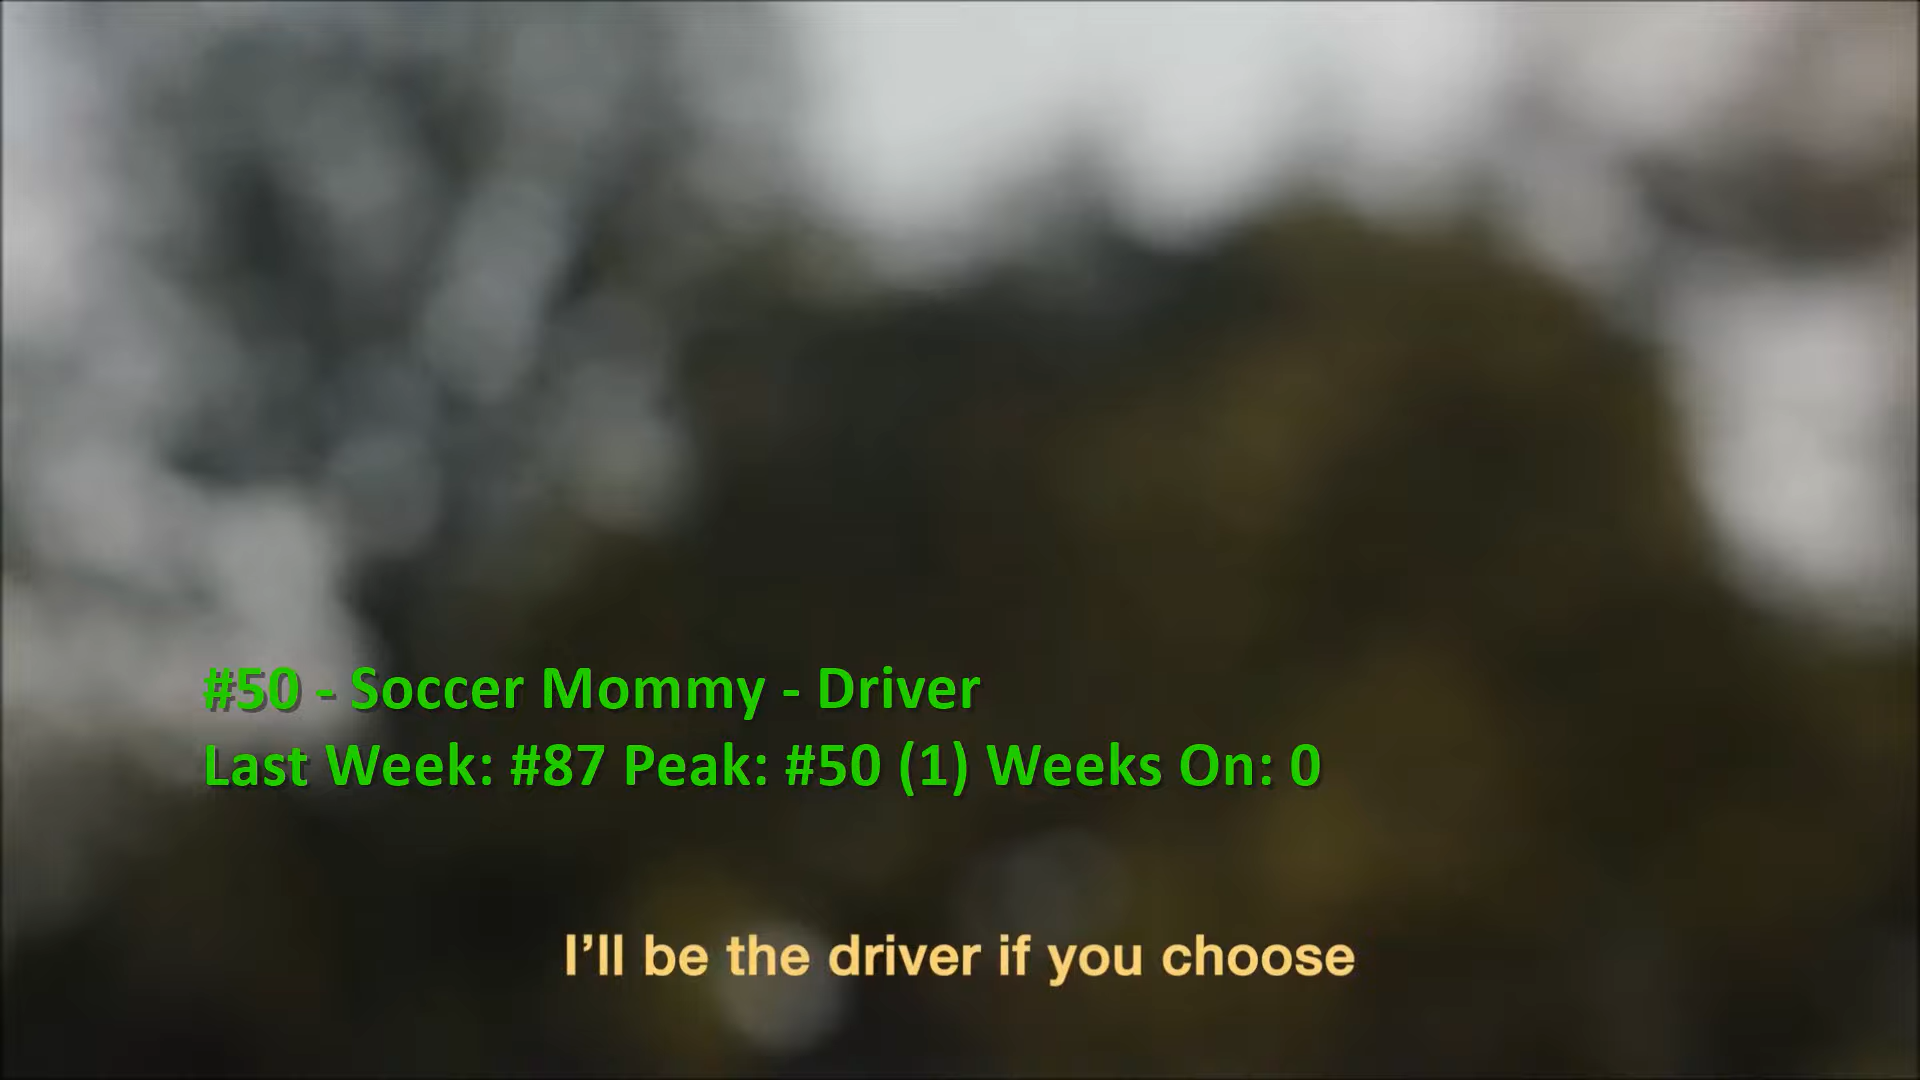 #50 - Soccer Mommy - Driver
Last Week: #87 Peak: #50 (1) Weeks On: 0
I’ll be the driver if you choose